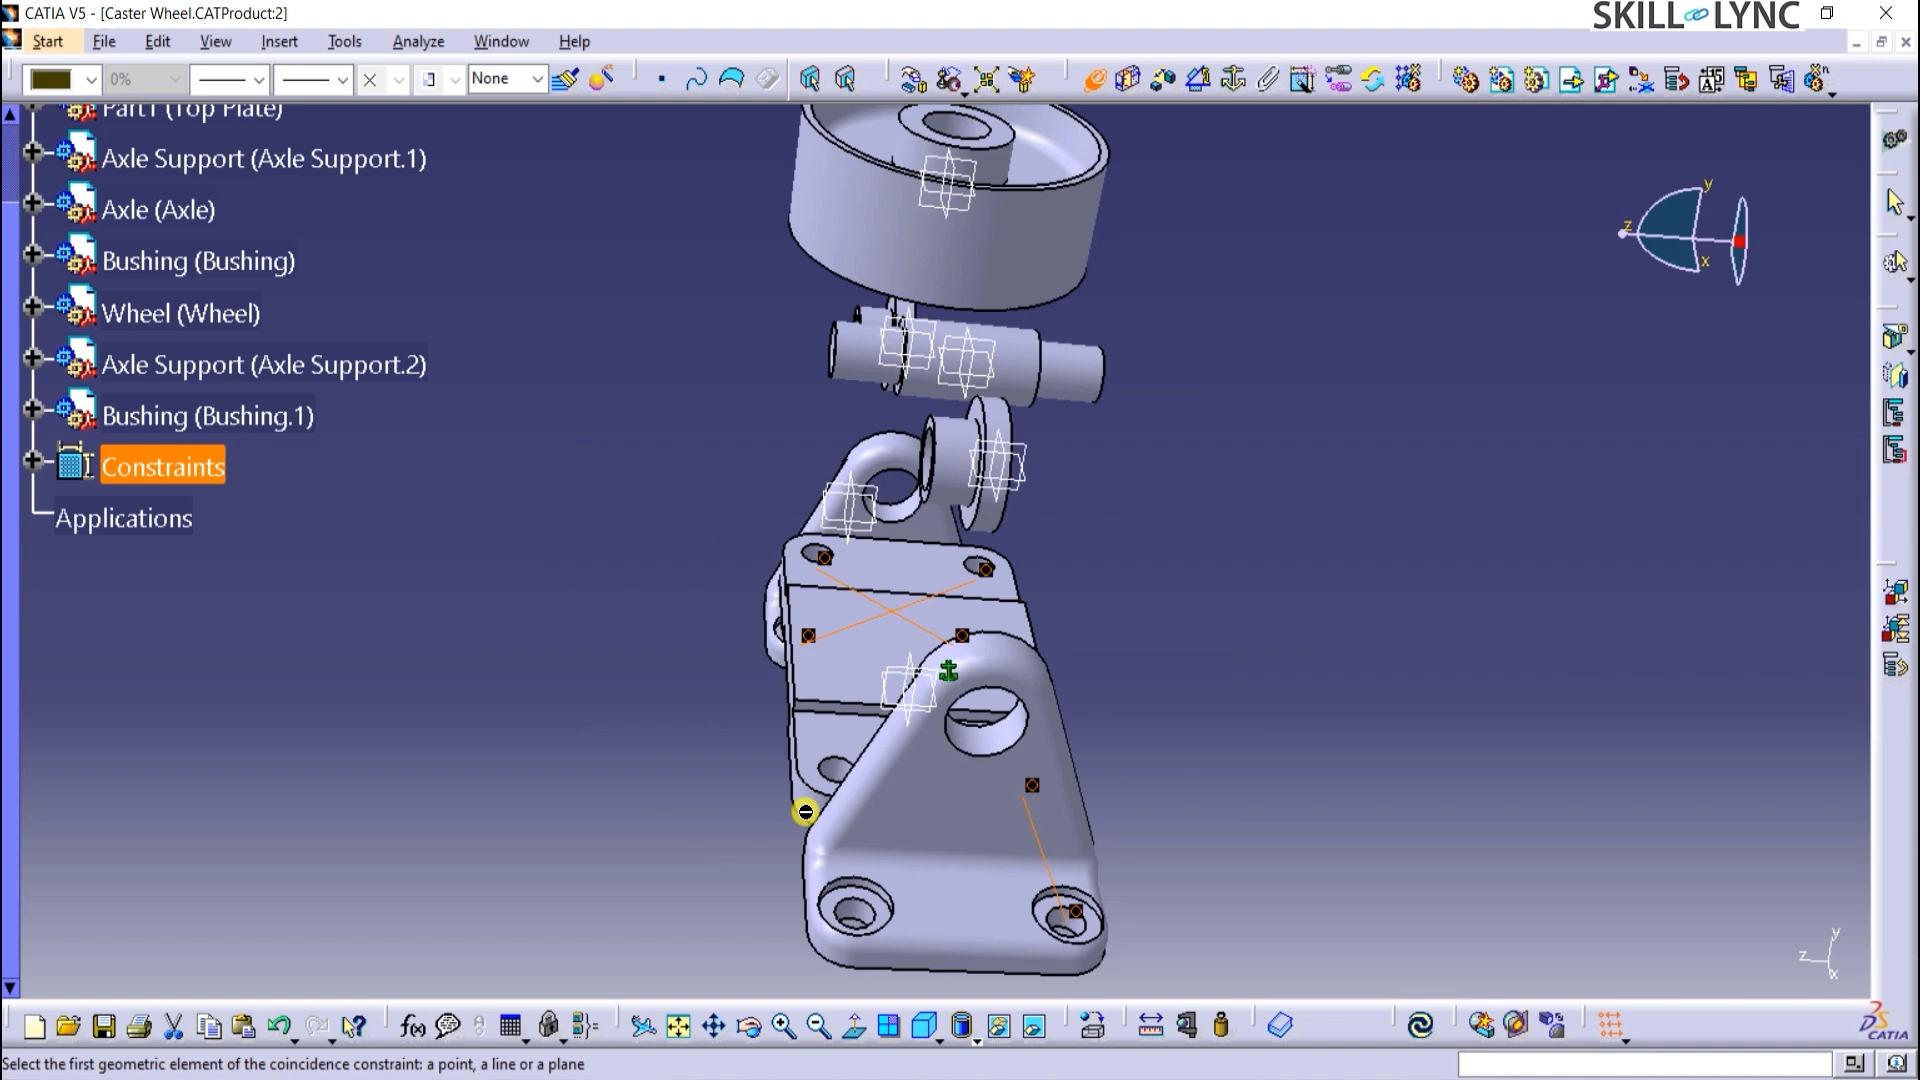 CATIA V5 - [Caster Wheel.CATProduct:2]
SKILL LYNC
Start File Edit View Insert Tools Analyze Window Help
0% None
Part1 (Top Plate)
Axle Support (Axle Support.1)
Axle (Axle)
Bushing (Bushing)
Wheel (Wheel)
Axle Support (Axle Support.2)
Bushing (Bushing.1)
Constraints
Applications
y
z
x
y
z
x
f(x)
CATIA
Select the first geometric element of the coincidence constraint: a point, a line or a plane